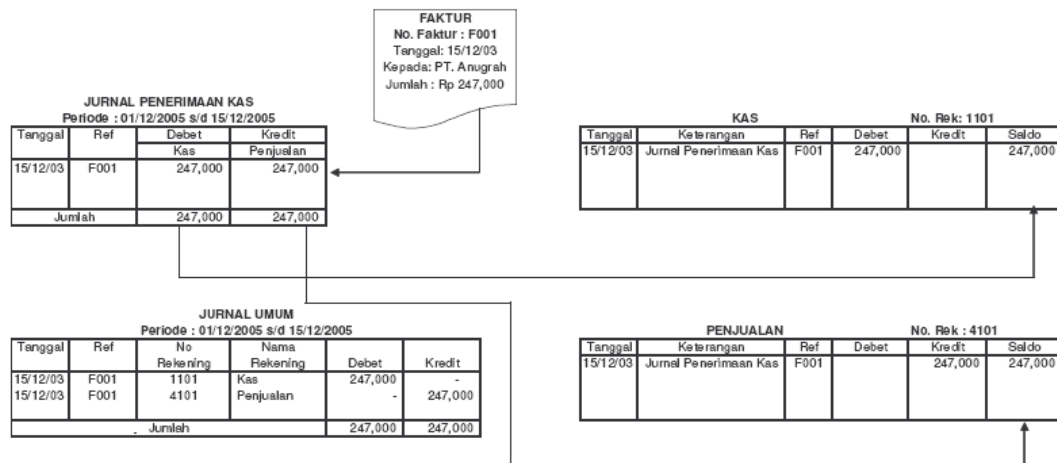 FAKTUR
No. Faktur : F001
Tanggal: 15/12/03
Kepada: PT. Anugrah
Jumlah : Rp 247,000
JURNAL PENERIMAAN KAS
Periode : 01/12/2005 s/d 15/12/2005
Tanggal Ref Debet Kredit
Kas Penjualan
15/12/03 F001 247,000 247,000
Jumlah 247,000 247,000
KAS No. Rek: 1101
Tanggal Keterangan Ref Debet Kredit Saldo
15/12/03 Jurnal Penerimaan Kas F001 247,000 247,000
JURNAL UMUM
Periode : 01/12/2005 s/d 15/12/2005
Tanggal Ref No Nama
Rekening Rekening Debet Kredit
15/12/03 F001 1101 Kas 247,000 -
15/12/03 F001 4101 Penjualan - 247,000
. Jumlah 247,000 247,000
PENJUALAN No. Rek : 4101
Tanggal Keterangan Ref Debet Kredit Saldo
15/12/03 Jurnal Penerimaan Kas F001 247,000 247,000